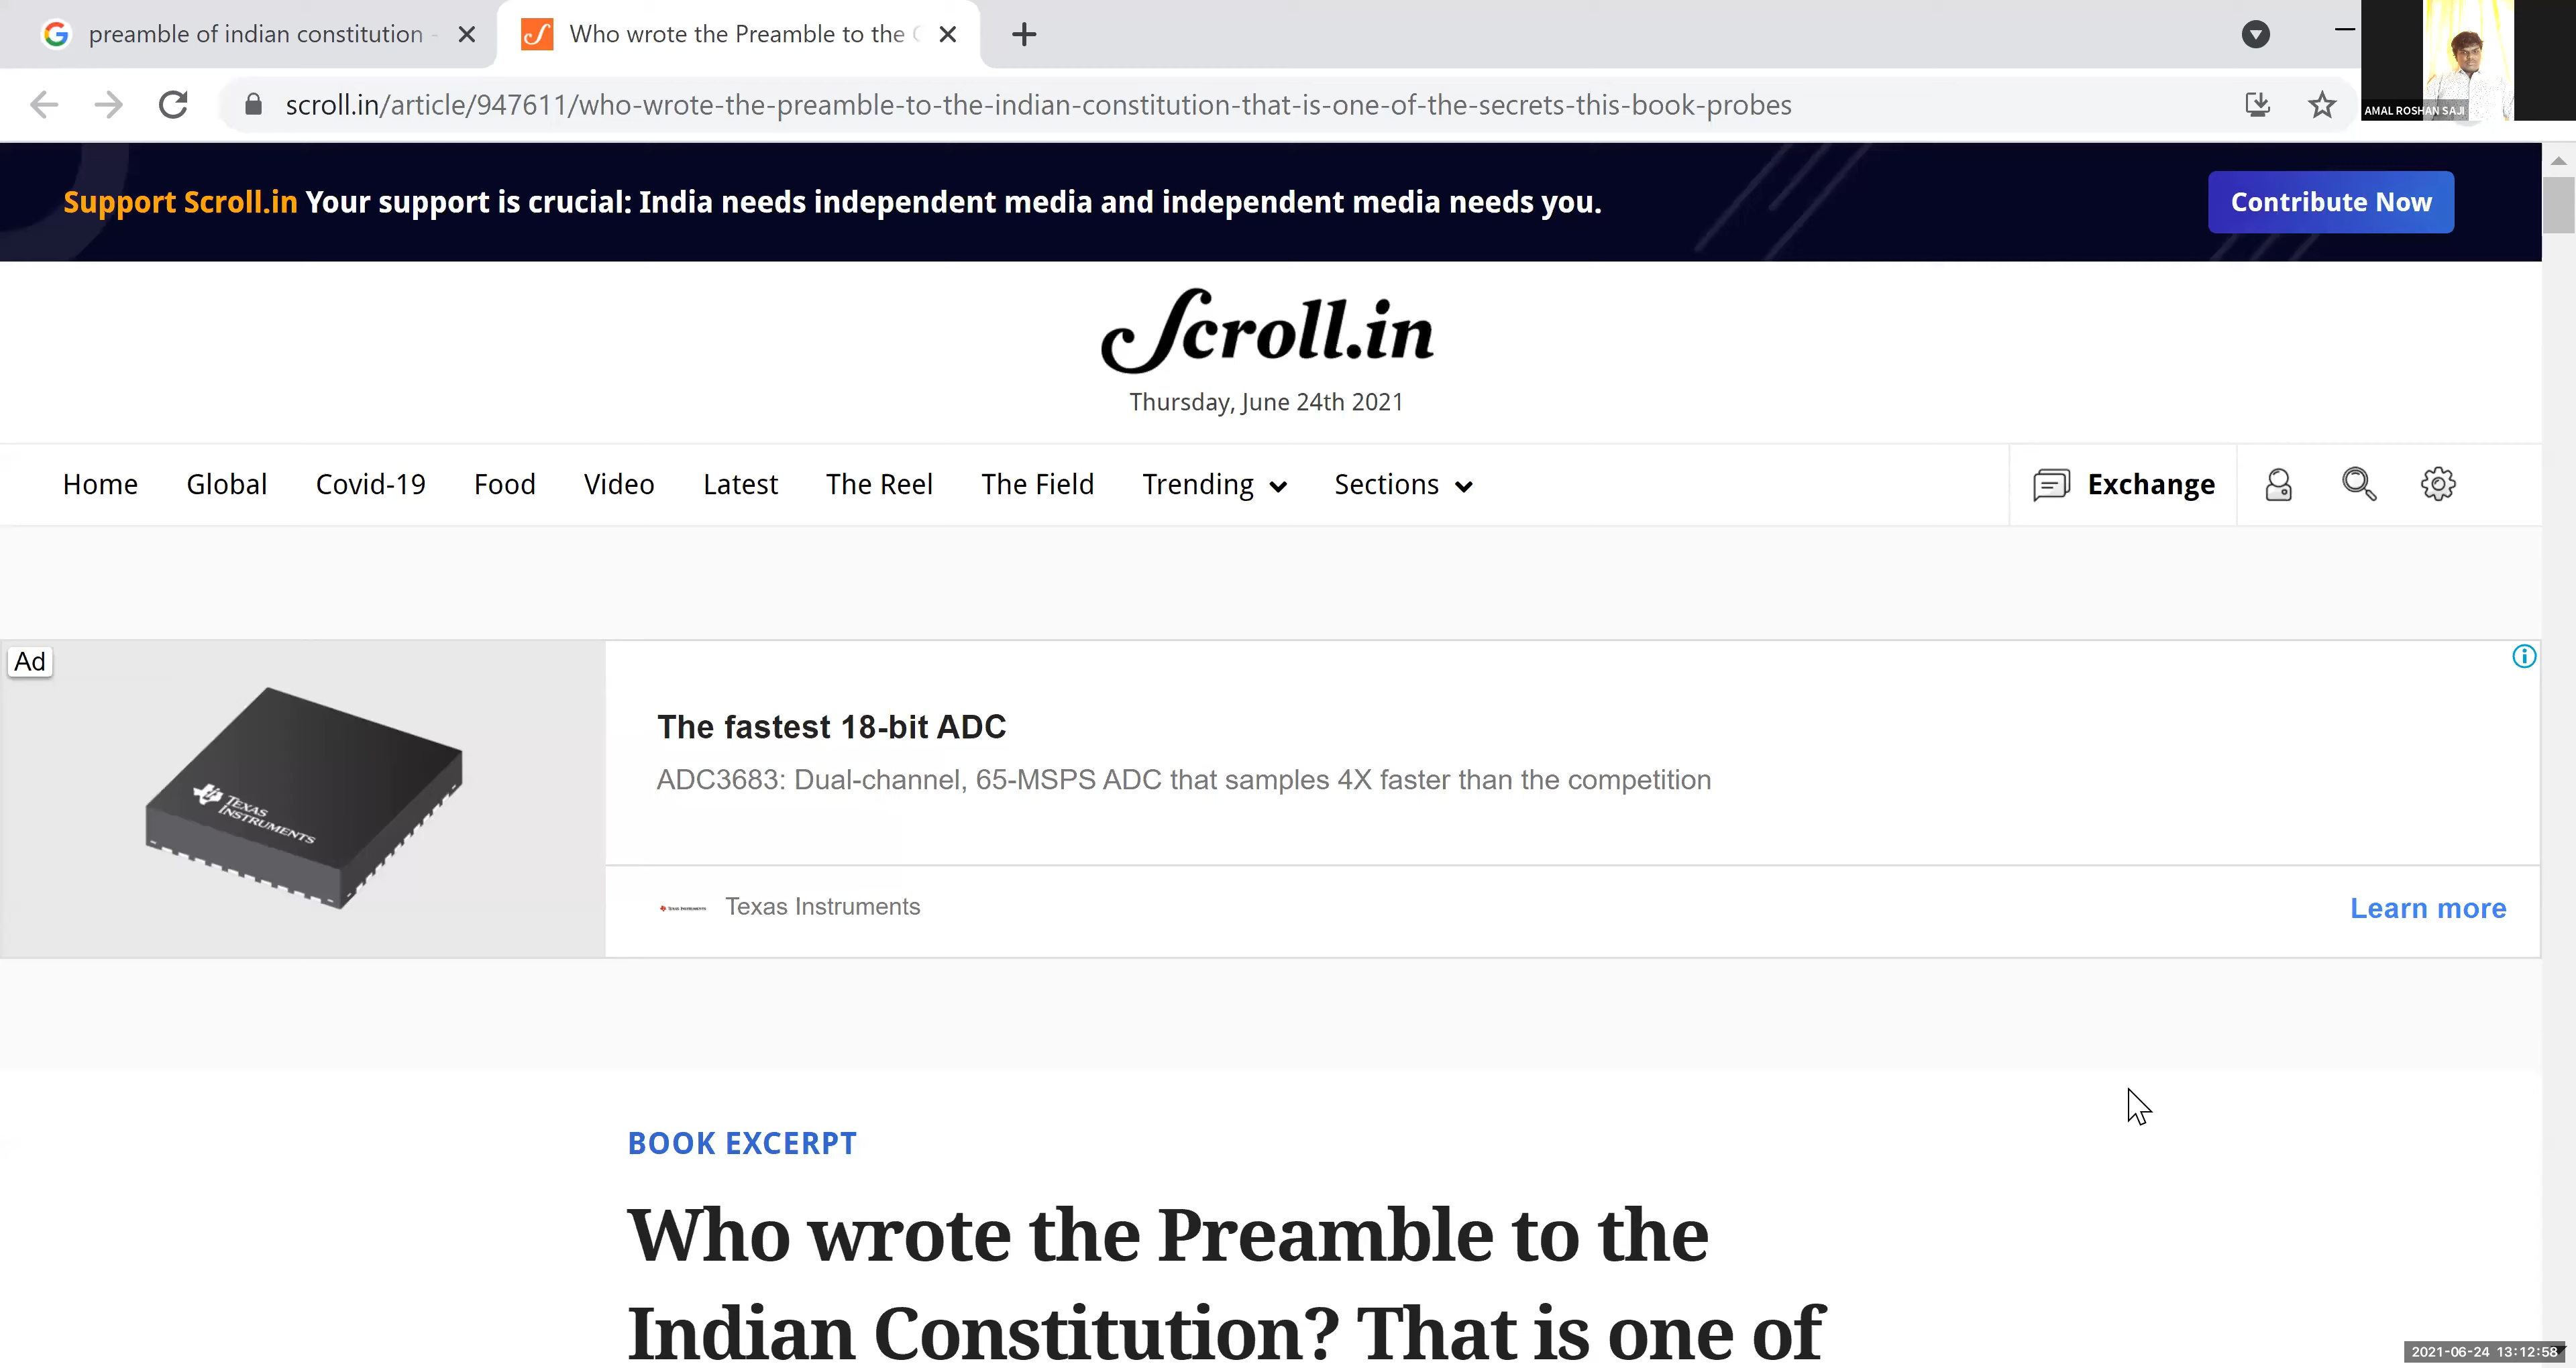 preamble of indian constitution -
Who wrote the Preamble to the C
scroll.in/article/947611/who-wrote-the-preamble-to-the-indian-constitution-that-is-one-of-the-secrets-this-book-probes
AMAL ROSHAN SAJI
Support Scroll.in Your support is crucial: India needs independent media and independent media needs you.
Contribute Now
Scroll.in
Thursday, June 24th 2021
Home Global Covid-19 Food Video Latest The Reel The Field Trending Sections Exchange
Ad
The fastest 18-bit ADC
ADC3683: Dual-channel, 65-MSPS ADC that samples 4X faster than the competition
TEXAS
INSTRUMENTS
TEXAS INSTRUMENTS
Texas Instruments
Learn more
BOOK EXCERPT
Who wrote the Preamble to the
Indian Constitution? That is one of
2021-06-24 13:12:58